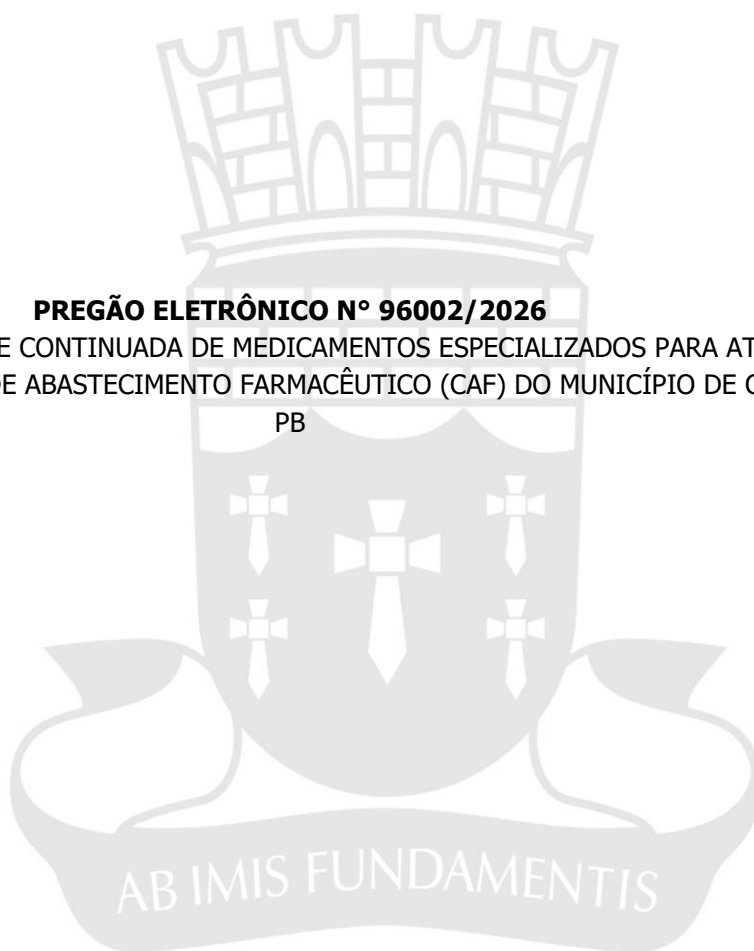 PREGÃO ELETRÔNICO N° 96002/2026
E CONTINUADA DE MEDICAMENTOS ESPECIALIZADOS PARA AT
DE ABASTECIMENTO FARMACÊUTICO (CAF) DO MUNICÍPIO DE
PB
AB IMIS FUNDAMENTIS